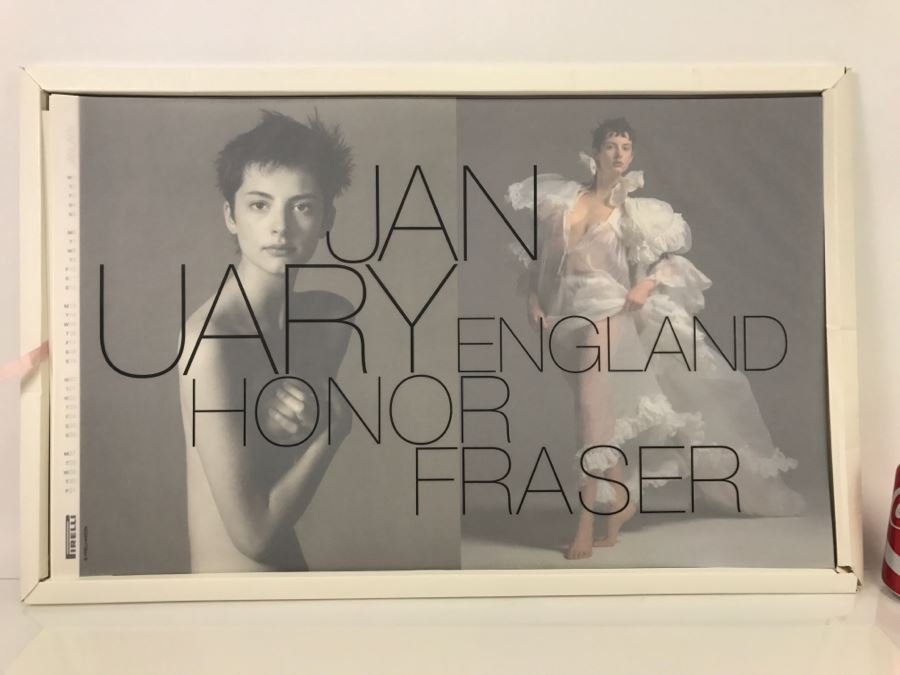 JAN
UARY ENGLAND
HONOR
FRASER
PIRELLI